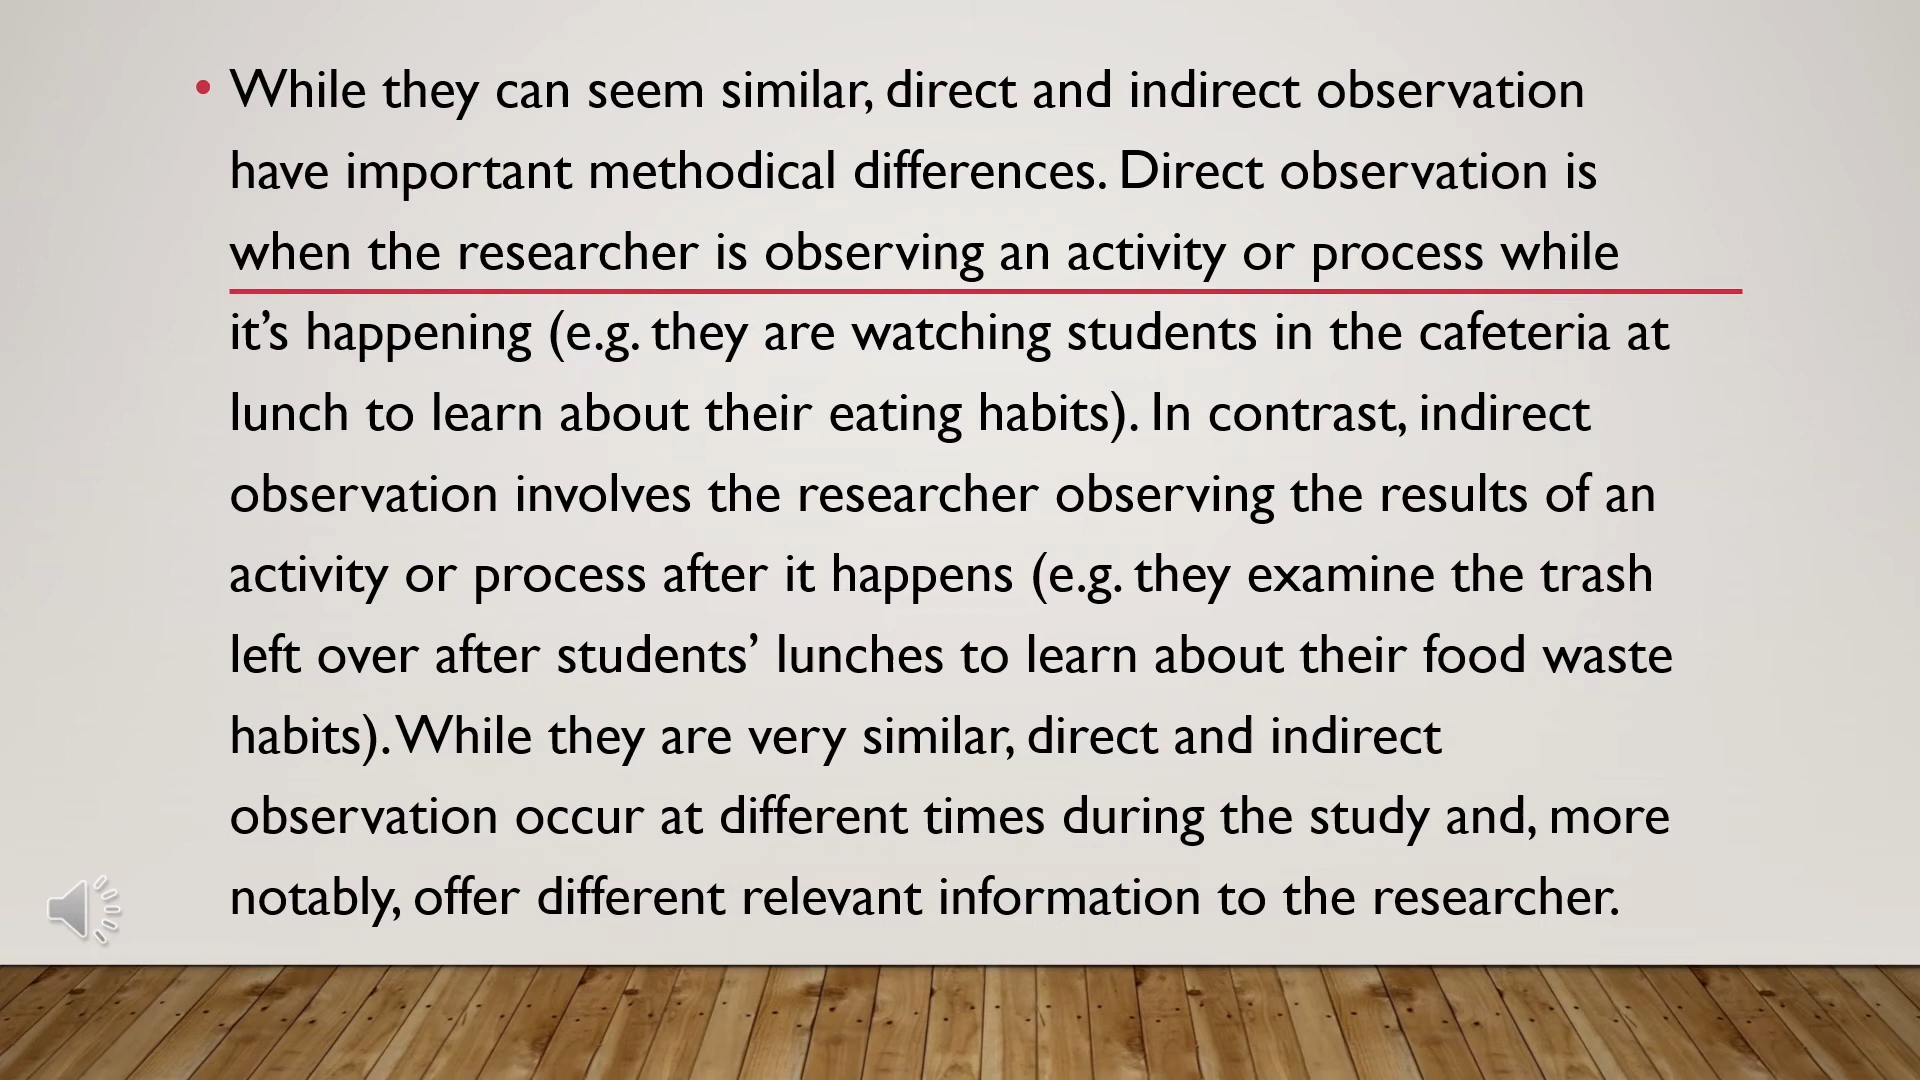 • While they can seem similar, direct and indirect observation
have important methodical differences. Direct observation is
when the researcher is observing an activity or process while
it’s happening (e.g. they are watching students in the cafeteria at
lunch to learn about their eating habits). In contrast, indirect
observation involves the researcher observing the results of an
activity or process after it happens (e.g. they examine the trash
left over after students’ lunches to learn about their food waste
habits). While they are very similar, direct and indirect
observation occur at different times during the study and, more
notably, offer different relevant information to the researcher.